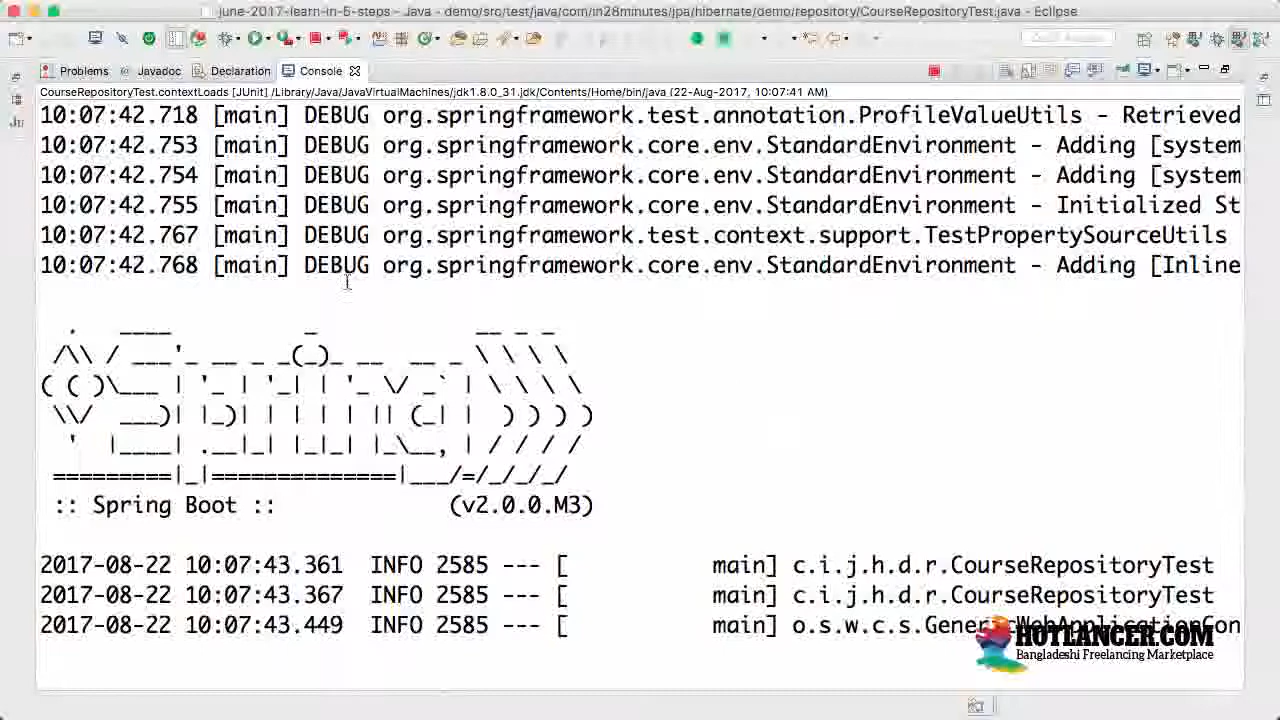 june-2017-learn-in-5-steps - Java - demo/src/test/java/com/in28minutes/jpa/hibernate/demo/repository/CourseRepositoryTest.java - Eclipse
Problems Javadoc Declaration Console
CourseRepositoryTest.contextLoads [JUnit] /Library/Java/JavaVirtualMachines/jdk1.8.0_31.jdk/Contents/Home/bin/java (22-Aug-2017, 10:07:41 AM)
10:07:42.718 [main] DEBUG org.springframework.test.annotation.ProfileValueUtils - Retrieved
10:07:42.753 [main] DEBUG org.springframework.core.env.StandardEnvironment - Adding [system
10:07:42.754 [main] DEBUG org.springframework.core.env.StandardEnvironment - Adding [system
10:07:42.755 [main] DEBUG org.springframework.core.env.StandardEnvironment - Initialized St
10:07:42.767 [main] DEBUG org.springframework.test.context.support.TestPropertySourceUtils
10:07:42.768 [main] DEBUG org.springframework.core.env.StandardEnvironment - Adding [Inline
:: Spring Boot :: (v2.0.0.M3)
2017-08-22 10:07:43.361 INFO 2585 --- [ main] c.i.j.h.d.r.CourseRepositoryTest
2017-08-22 10:07:43.367 INFO 2585 --- [ main] c.i.j.h.d.r.CourseRepositoryTest
2017-08-22 10:07:43.449 INFO 2585 --- [ main] o.s.w.c.s.GenericWebApplicationCon
HOTLANCER.COM
Bangladeshi Freelancing Marketplace